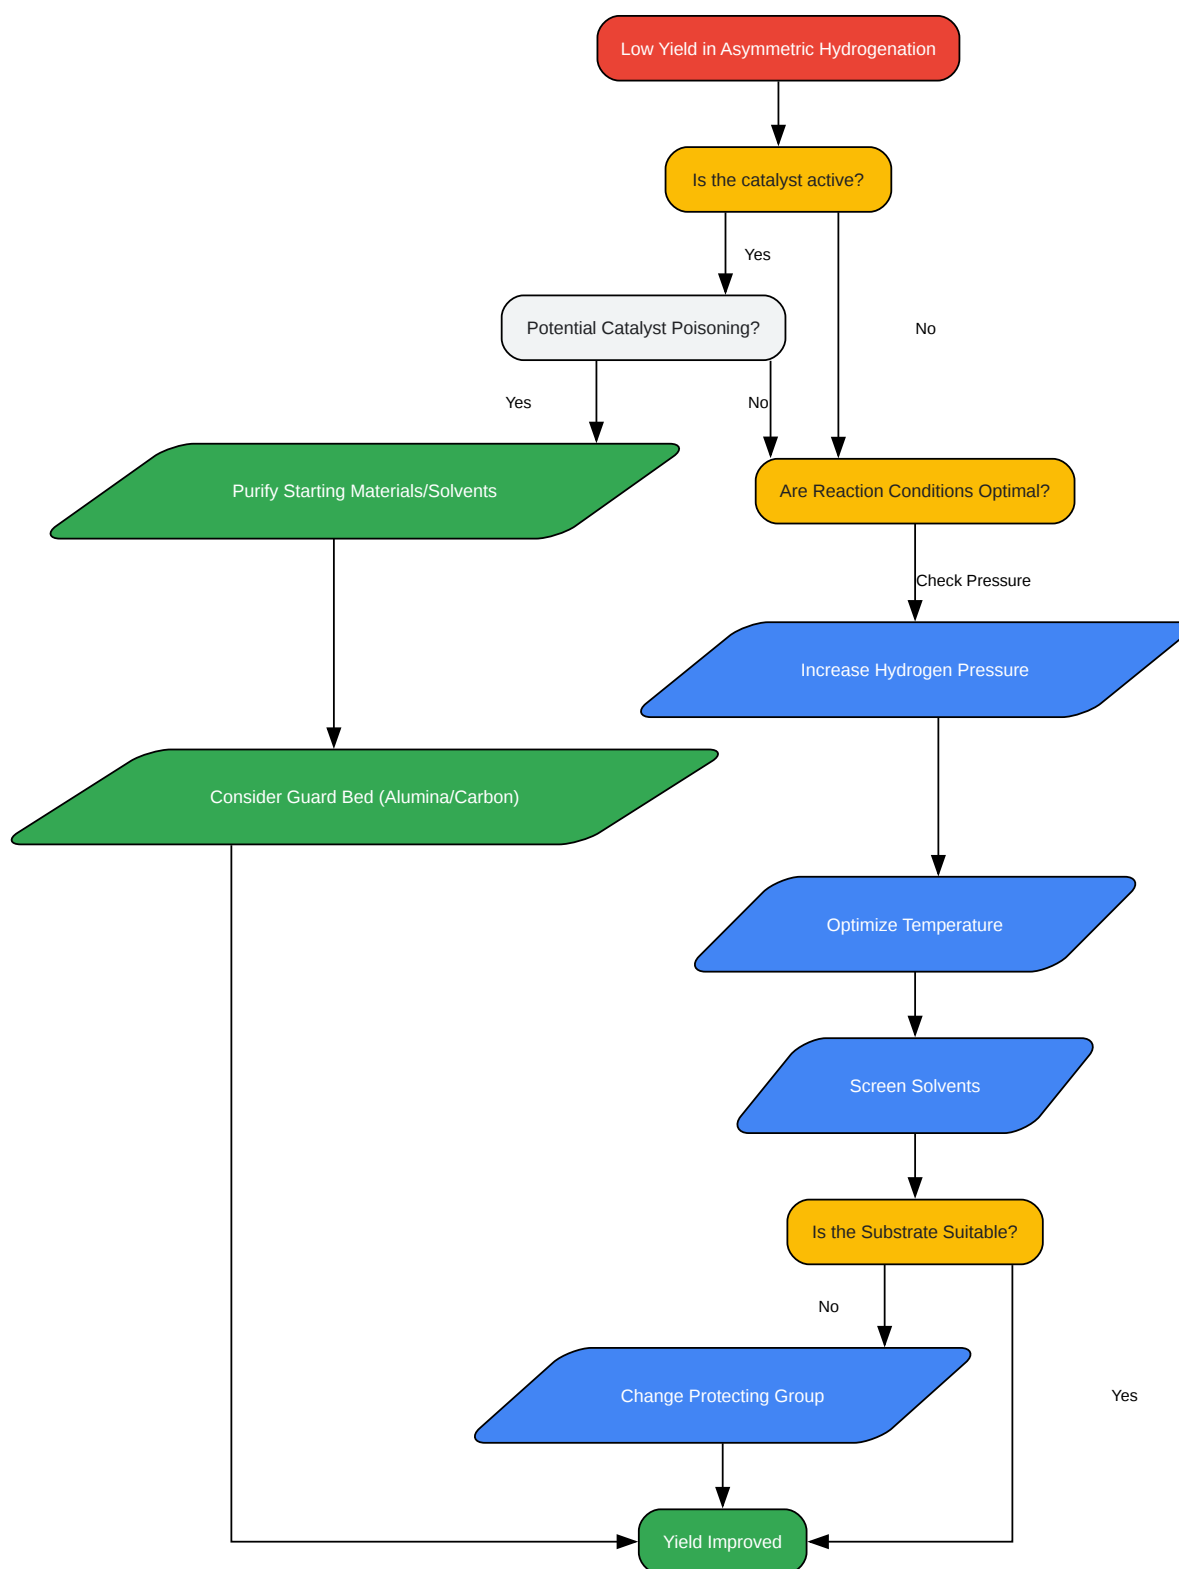 Low Yield in Asymmetric Hydrogenation
Is the catalyst active?
Yes
Potential Catalyst Poisoning?
No
Yes
No
Purify Starting Materials/Solvents
Are Reaction Conditions Optimal?
Check Pressure
Increase Hydrogen Pressure
Consider Guard Bed (Alumina/Carbon)
Optimize Temperature
Screen Solvents
Is the Substrate Suitable?
No
Change Protecting Group
Yes
Yield Improved